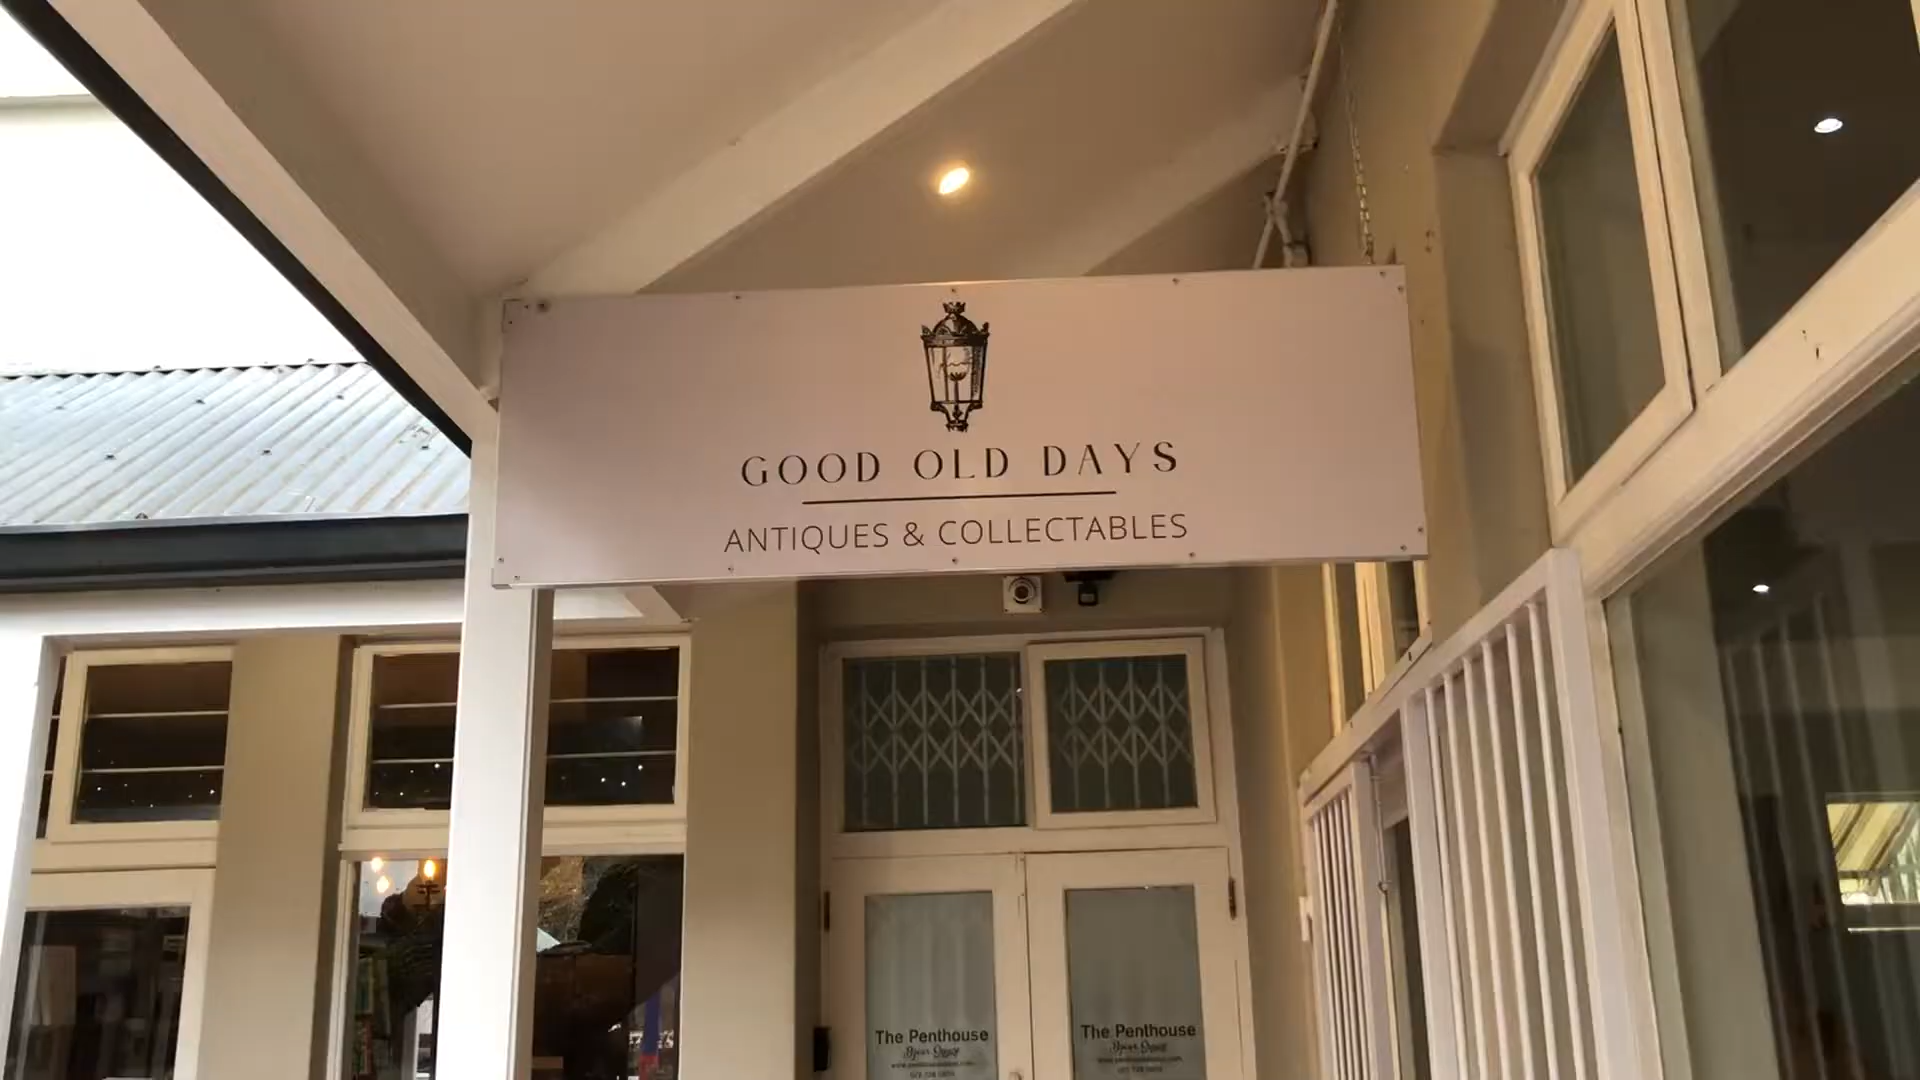 GOOD OLD DAYS
ANTIQUES & COLLECTABLES
The Penthouse
The Penthouse